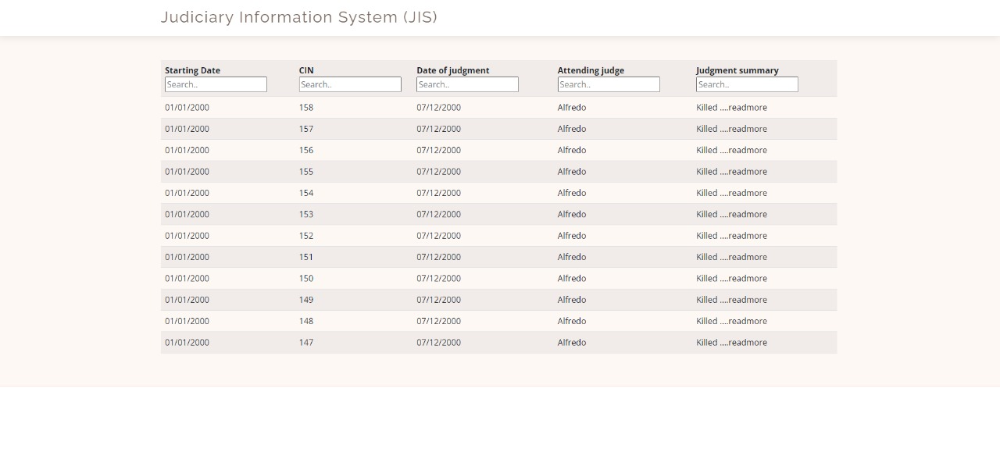 Judiciary Information System (JIS)
Starting Date CIN Date of judgment Attending judge Judgment summary
Search.. Search.. Search.. Search.. Search..
01/01/2000 158 07/12/2000 Alfredo Killed ....readmore
01/01/2000 157 07/12/2000 Alfredo Killed ....readmore
01/01/2000 156 07/12/2000 Alfredo Killed ....readmore
01/01/2000 155 07/12/2000 Alfredo Killed ....readmore
01/01/2000 154 07/12/2000 Alfredo Killed ....readmore
01/01/2000 153 07/12/2000 Alfredo Killed ....readmore
01/01/2000 152 07/12/2000 Alfredo Killed ....readmore
01/01/2000 151 07/12/2000 Alfredo Killed ....readmore
01/01/2000 150 07/12/2000 Alfredo Killed ....readmore
01/01/2000 149 07/12/2000 Alfredo Killed ....readmore
01/01/2000 148 07/12/2000 Alfredo Killed ....readmore
01/01/2000 147 07/12/2000 Alfredo Killed ....readmore